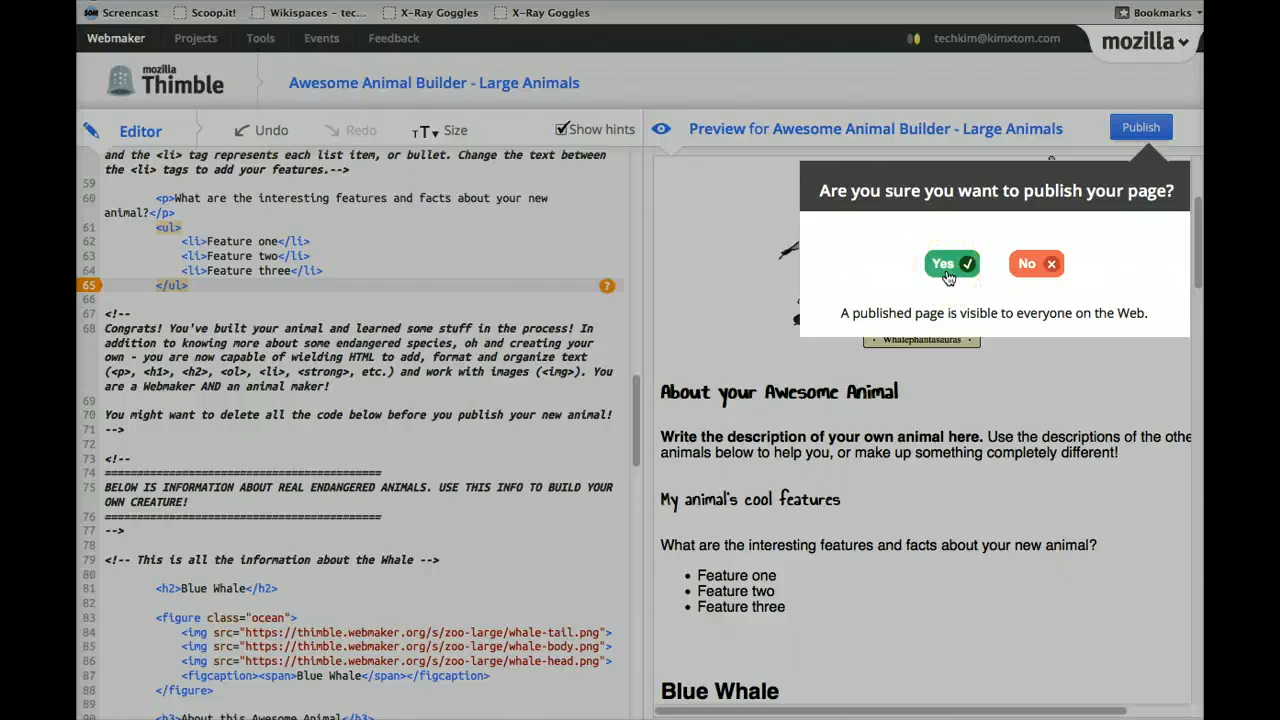 Screencast Scoop.it! Wikispaces – tec... X-Ray Goggles X-Ray Goggles Bookmarks
Webmaker Projects Tools Events Feedback techkim@kimxtom.com mozilla
mozilla
Thimble
Awesome Animal Builder - Large Animals
Editor Undo Redo Size Show hints
Preview for Awesome Animal Builder - Large Animals Publish
and the <li> tag represents each list item, or bullet. Change the text between
the <li> tags to add your features.-->
59
60 <p>What are the interesting features and facts about your new
animal?</p>
61 <ul>
62 <li>Feature one</li>
63 <li>Feature two</li>
64 <li>Feature three</li>
65 </ul> ?
66
67 <!--
68 Congrats! You've built your animal and learned some stuff in the process! In
addition to knowing more about some endangered species, oh and creating your
own - you are now capable of wielding HTML to add, format and organize text
(<p>, <h1>, <h2>, <ol>, <li>, <strong>, etc.) and work with images (<img>). You
are a Webmaker AND an animal maker!
69
70 You might want to delete all the code below before you publish your new animal!
71 -->
72
73 <!--
74 ===========================================
75 BELOW IS INFORMATION ABOUT REAL ENDANGERED ANIMALS. USE THIS INFO TO BUILD YOUR
OWN CREATURE!
76 ===========================================
77 -->
78
79 <!-- This is all the information about the Whale -->
80
81 <h2>Blue Whale</h2>
82
83 <figure class="ocean">
84 <img src="https://thimble.webmaker.org/s/zoo-large/whale-tail.png">
85 <img src="https://thimble.webmaker.org/s/zoo-large/whale-body.png">
86 <img src="https://thimble.webmaker.org/s/zoo-large/whale-head.png">
87 <figcaption><span>Blue Whale</span></figcaption>
88 </figure>
89
90 <h3>About this Awesome Animal</h3>
Are you sure you want to publish your page?
Yes No
A published page is visible to everyone on the Web.
• Whalephantasauras •
About your Awesome Animal
Write the description of your own animal here. Use the descriptions of the othe
animals below to help you, or make up something completely different!
My animal's cool features
What are the interesting features and facts about your new animal?
• Feature one
• Feature two
• Feature three
Blue Whale